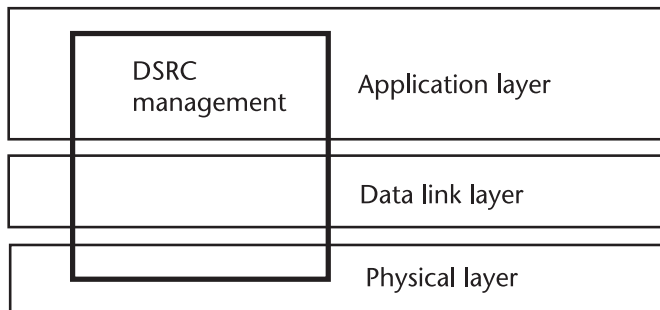 DSRC
management
Application layer
Data link layer
Physical layer